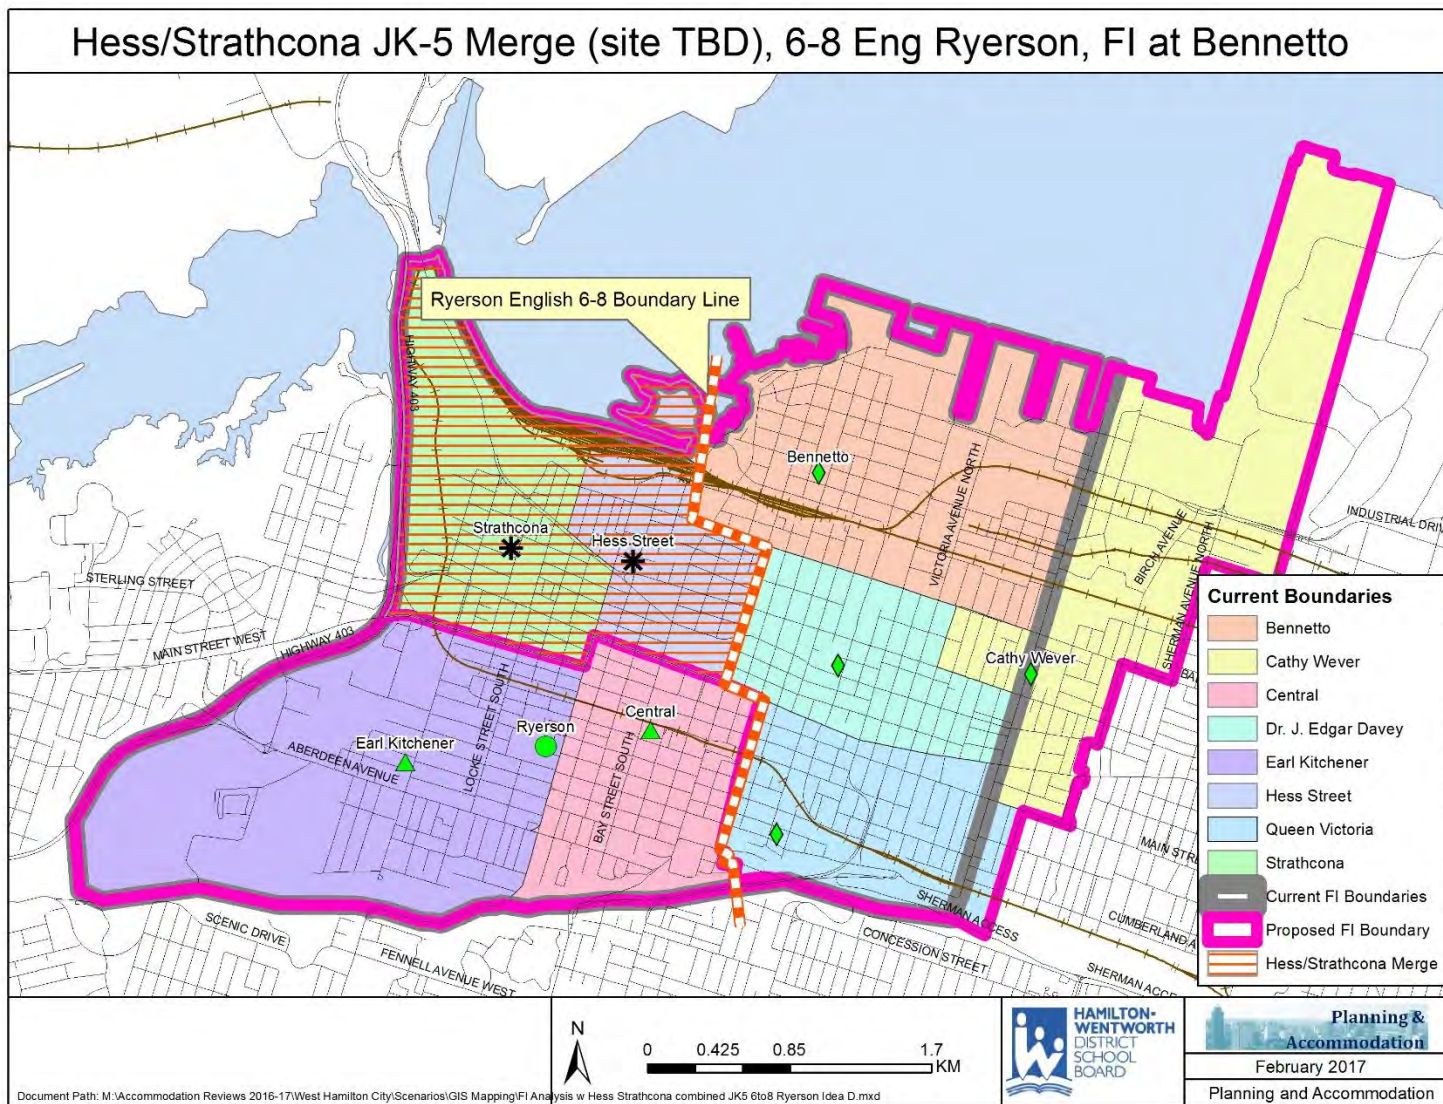 Hess/Strathcona JK-5 Merge (site TBD), 6-8 Eng Ryerson, FI at Bennetto
Ryerson English 6-8 Boundary Line
HIGHWAY 403
Bennetto
VICTORIA AVENUE NORTH
BIRCH AVENUE
SHERMAN AVENUE NORTH
INDUSTRIAL DRIV
Strathcona
Hess Street
STERLING STREET
MAIN STREET WEST
HIGHWAY 403
Cathy Wever
BA
LOCKE STREET SOUTH
Ryerson
Central
BAY STREET SOUTH
Earl Kitchener
ABERDEEN AVENUE
MAIN STRE
SHERMAN ACCESS
CUMBERLAND A
SCENIC DRIVE
CONCESSION STREET
FENNELL AVENUE WEST
SHERMAN ACCE
Current Boundaries
Bennetto
Cathy Wever
Central
Dr. J. Edgar Davey
Earl Kitchener
Hess Street
Queen Victoria
Strathcona
Current FI Boundaries
Proposed FI Boundary
Hess/Strathcona Merge
N
0 0.425 0.85 1.7
KM
HAMILTON-
WENTWORTH
DISTRICT
SCHOOL
BOARD
Planning &
Accommodation
February 2017
Planning and Accommodation
Document Path: M:\Accommodation Reviews 2016-17\West Hamilton City\Scenarios\GIS Mapping\FI Analysis w Hess Strathcona combined JK5 6to8 Ryerson Idea D.mxd